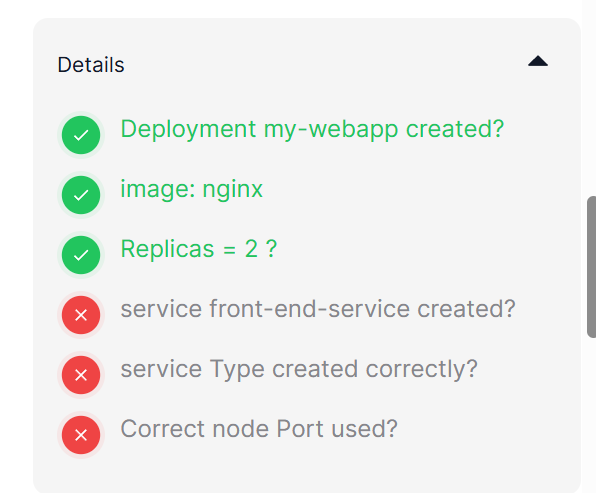 Details
Deployment my-webapp created?
image: nginx
Replicas = 2 ?
service front-end-service created?
service Type created correctly?
Correct node Port used?